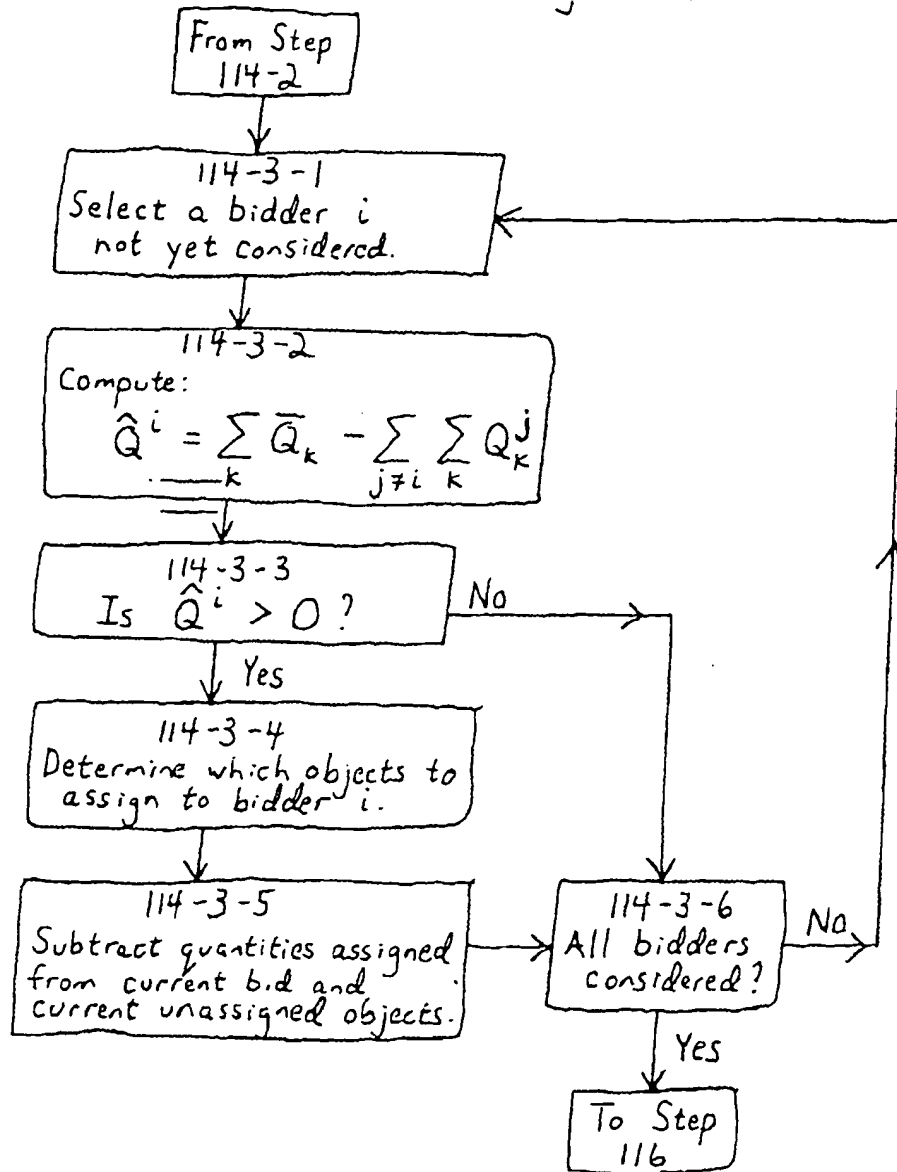 From Step
114-2
114-3-1
Select a bidder i
not yet considered.
114-3-2
Compute:
Q̂^i = ∑_k Q̅_k - ∑_{j≠i} ∑_k Q_k^j
114-3-3
Is Q̂^i > 0 ?
No
Yes
114-3-4
Determine which objects to
assign to bidder i.
114-3-5
Subtract quantities assigned
from current bid and
current unassigned objects.
114-3-6
All bidders
considered?
No
Yes
To Step
116